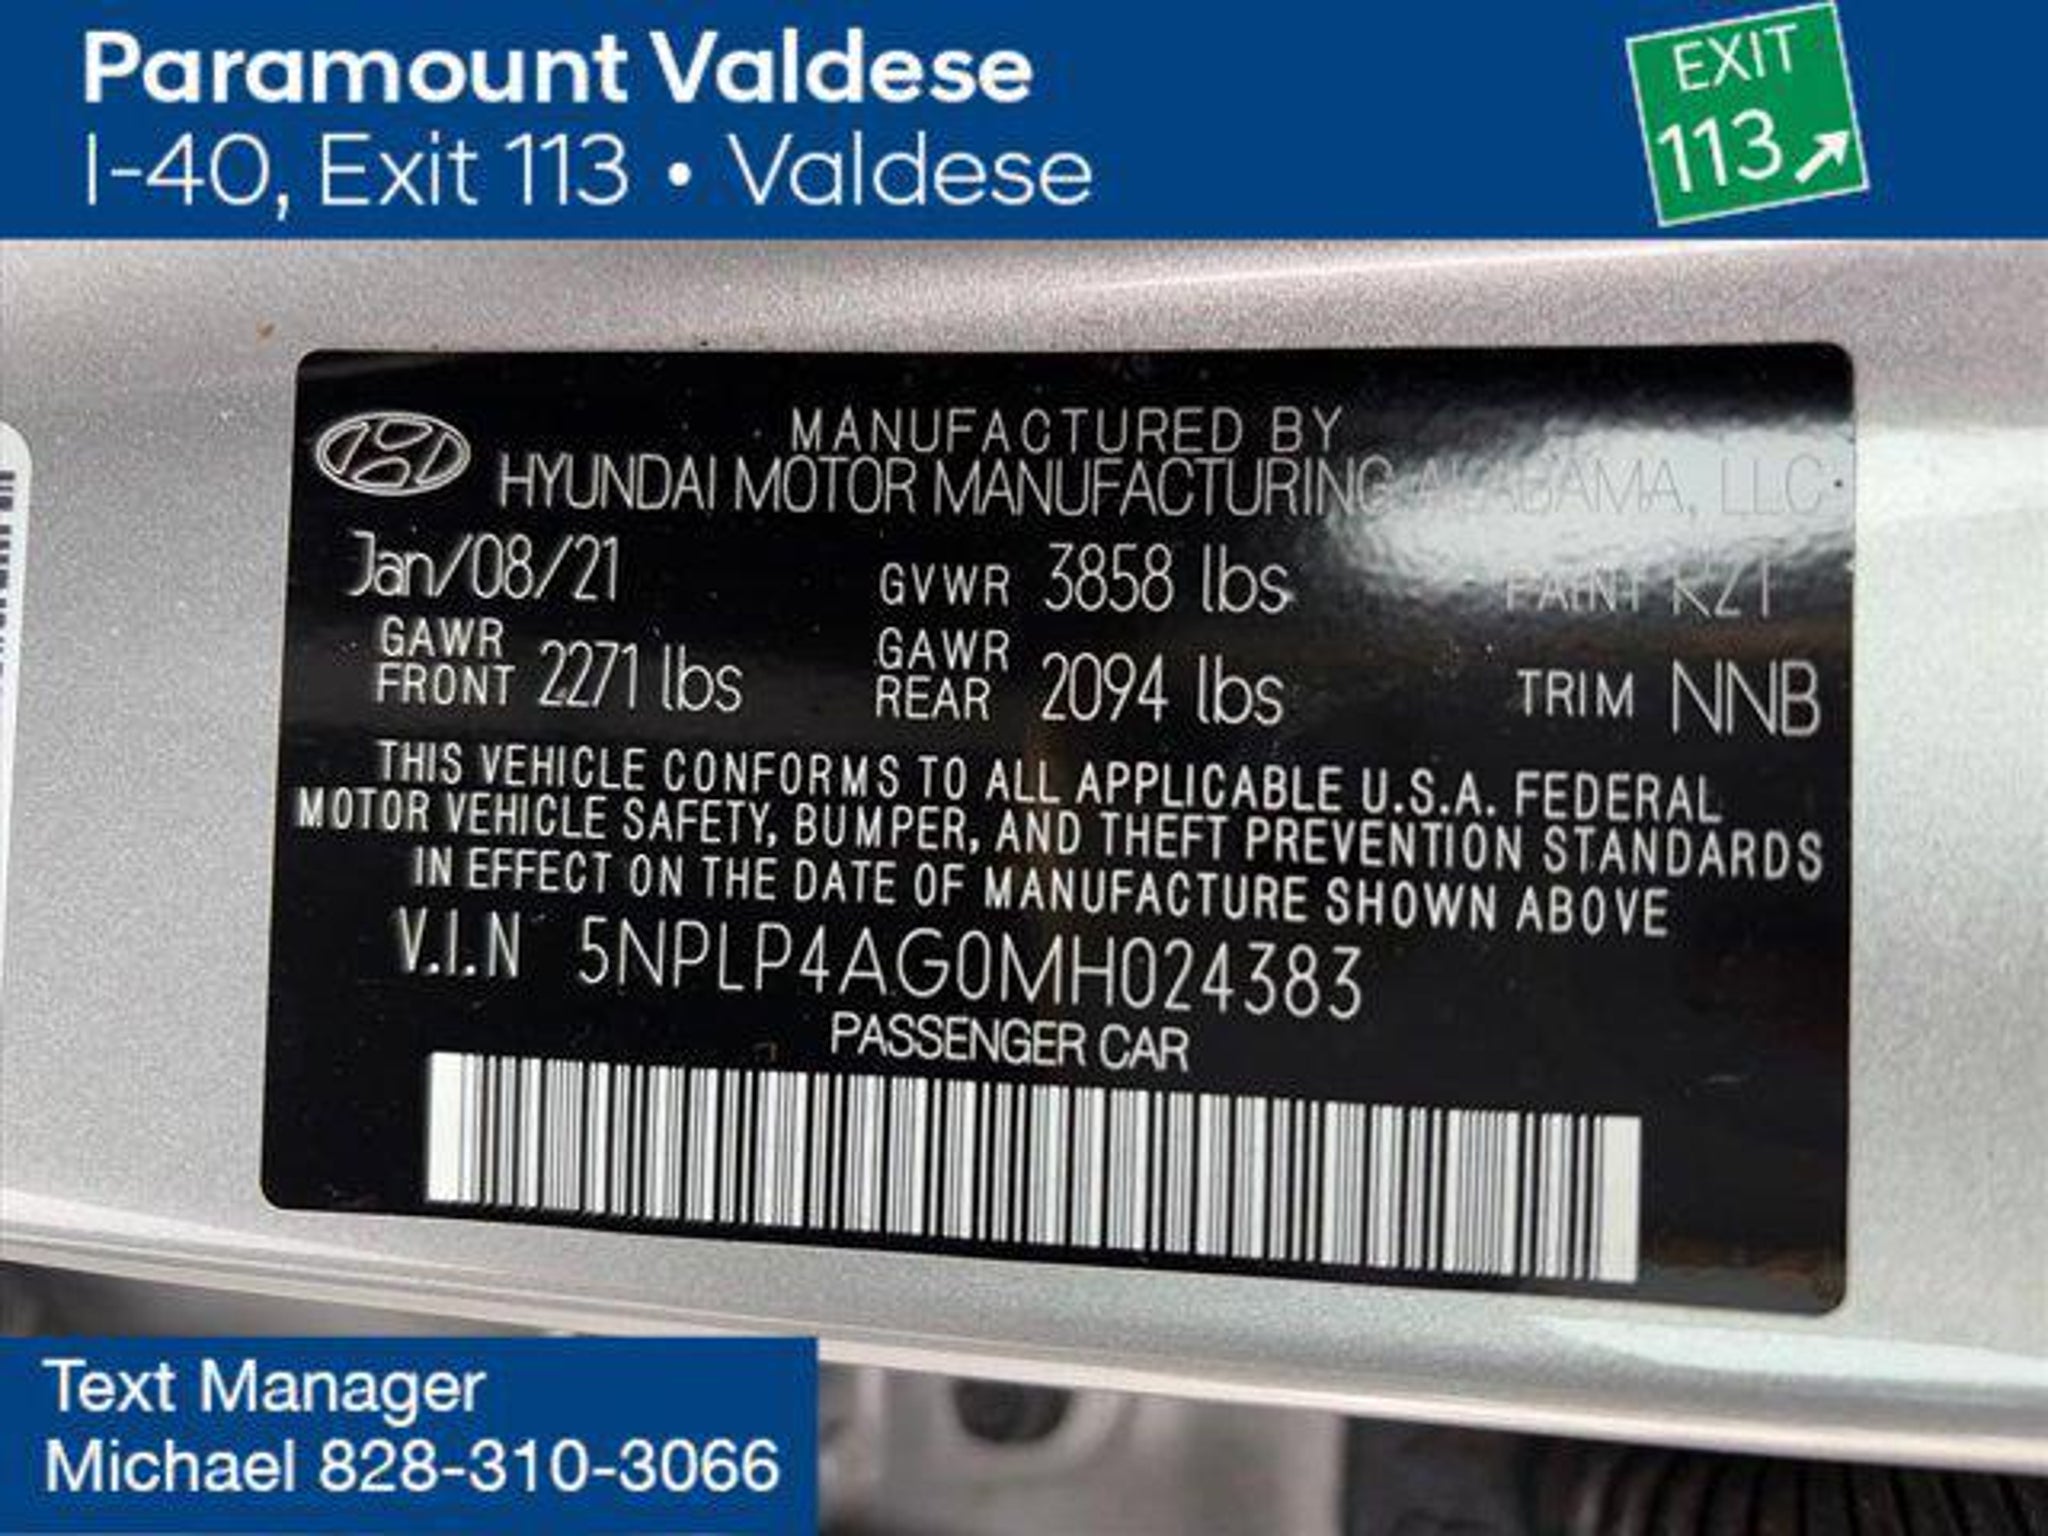 Paramount Valdese
I-40, Exit 113 • Valdese
EXIT
113
MANUFACTURED BY
HYUNDAI MOTOR MANUFACTURING ALABAMA, LLC
Jan/08/21
GVWR 3858 lbs
PAINT
GAWR FRONT 2271 lbs
GAWR REAR 2094 lbs
TRIM NNB
THIS VEHICLE CONFORMS TO ALL APPLICABLE U.S.A. FEDERAL
MOTOR VEHICLE SAFETY, BUMPER, AND THEFT PREVENTION STANDARDS
IN EFFECT ON THE DATE OF MANUFACTURE SHOWN ABOVE
V.I.N 5NPLP4AG0MH024383
PASSENGER CAR
Text Manager
Michael 828-310-3066